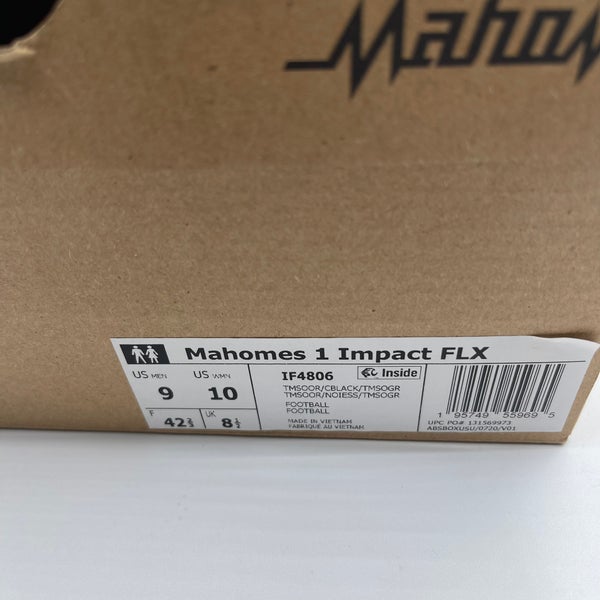 Mahom
Mahomes 1 Impact FLX
US MEN
9
US WMN
10
F
42⅔
UK
8½
IF4806
Inside
TMSOOR/CBLACK/TMSOGR
TMSOOR/NOIESS/TMSOGR
FOOTBALL
FOOTBALL
MADE IN VIETNAM
FABRIQUÉ AU VIETNAM
1 95749 55969 5
UPC PO# 131569973
ABSBOXUSU/0720/V01